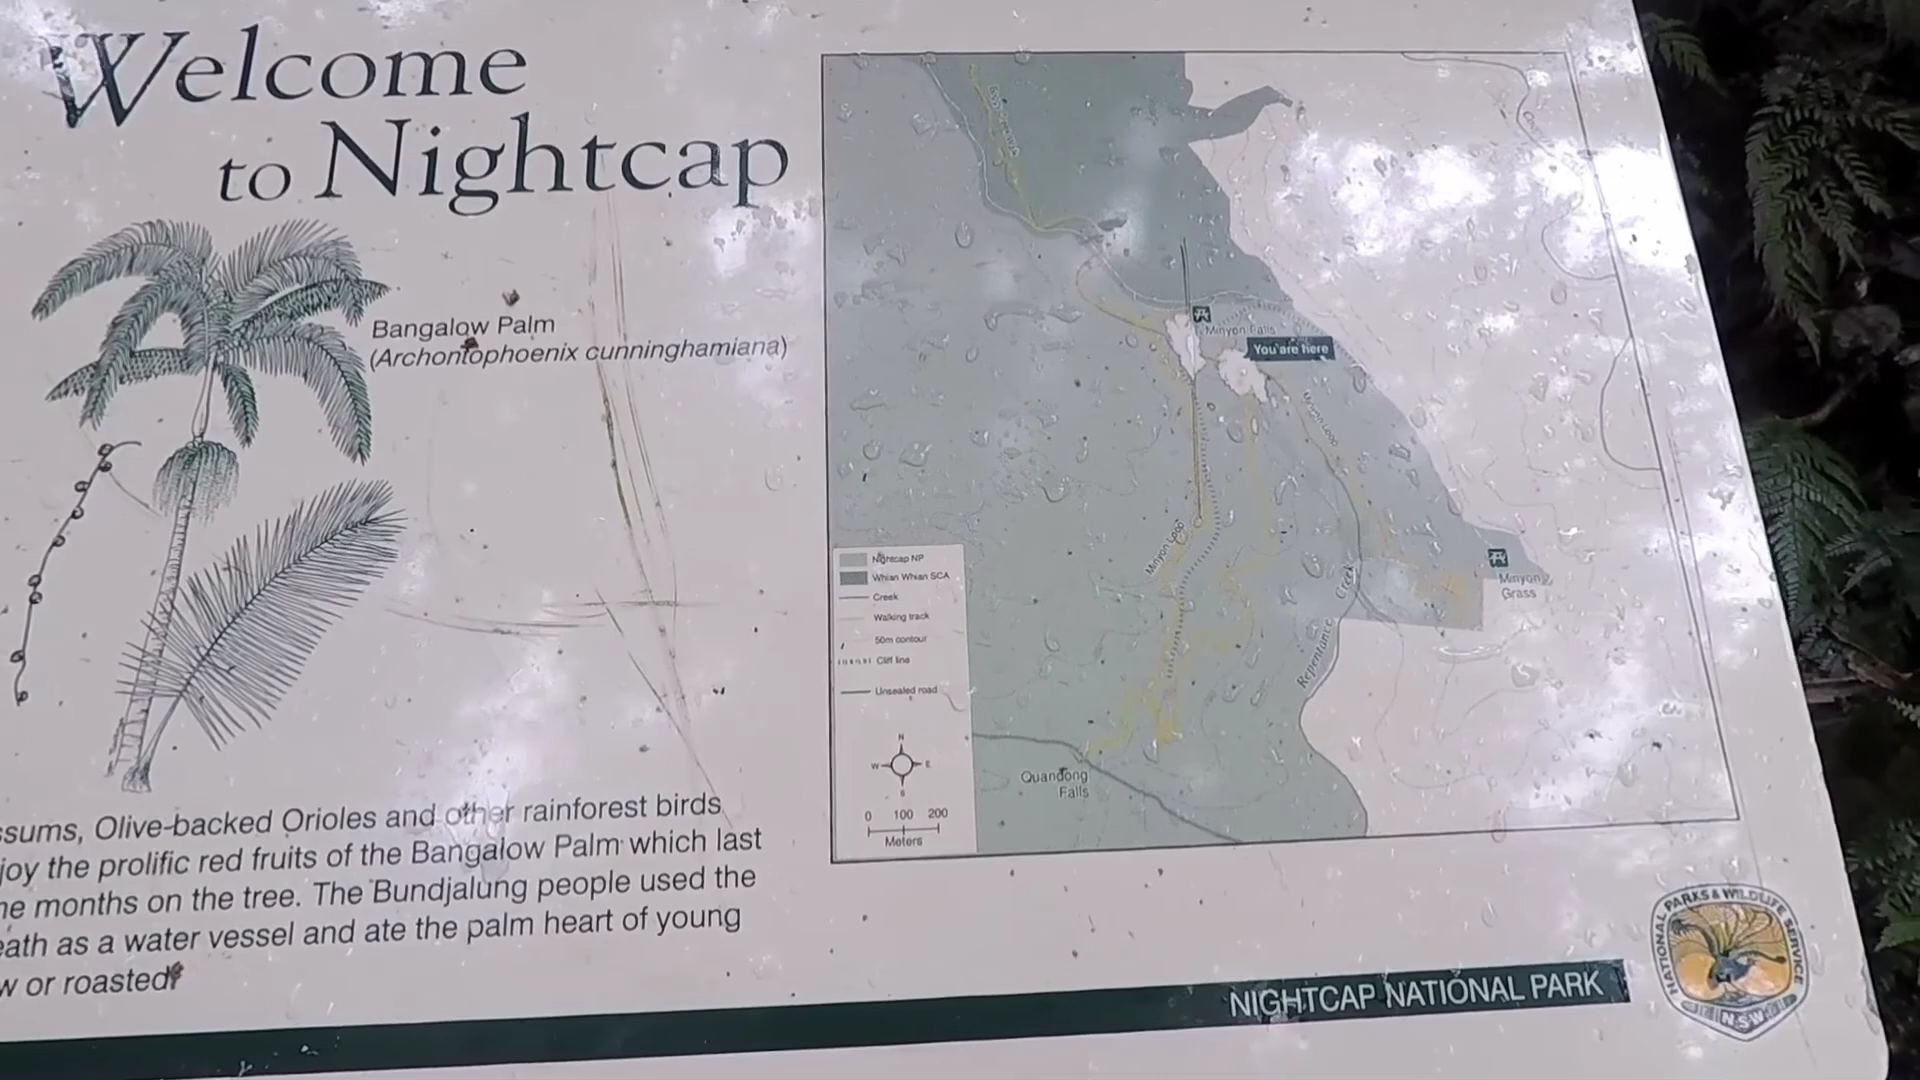 Welcome
to Nightcap
Bangalow Palm
(Archontophoenix cunninghamiana)
ssums, Olive-backed Orioles and other rainforest birds
joy the prolific red fruits of the Bangalow Palm which last
ne months on the tree. The Bundjalung people used the
eath as a water vessel and ate the palm heart of young
w or roasted
Minyon Falls
You are here
Minyon Loop
Minyon Loop
Minyon
Grass
Repentance Creek
Quandong
Falls
Nightcap NP
Whian Whian SCA
Creek
Walking track
50m contour
Cliff line
Unsealed road
N
W
E
S
0 100 200
Meters
NIGHTCAP NATIONAL PARK
NATIONAL PARKS & WILDLIFE SERVICE
NSW